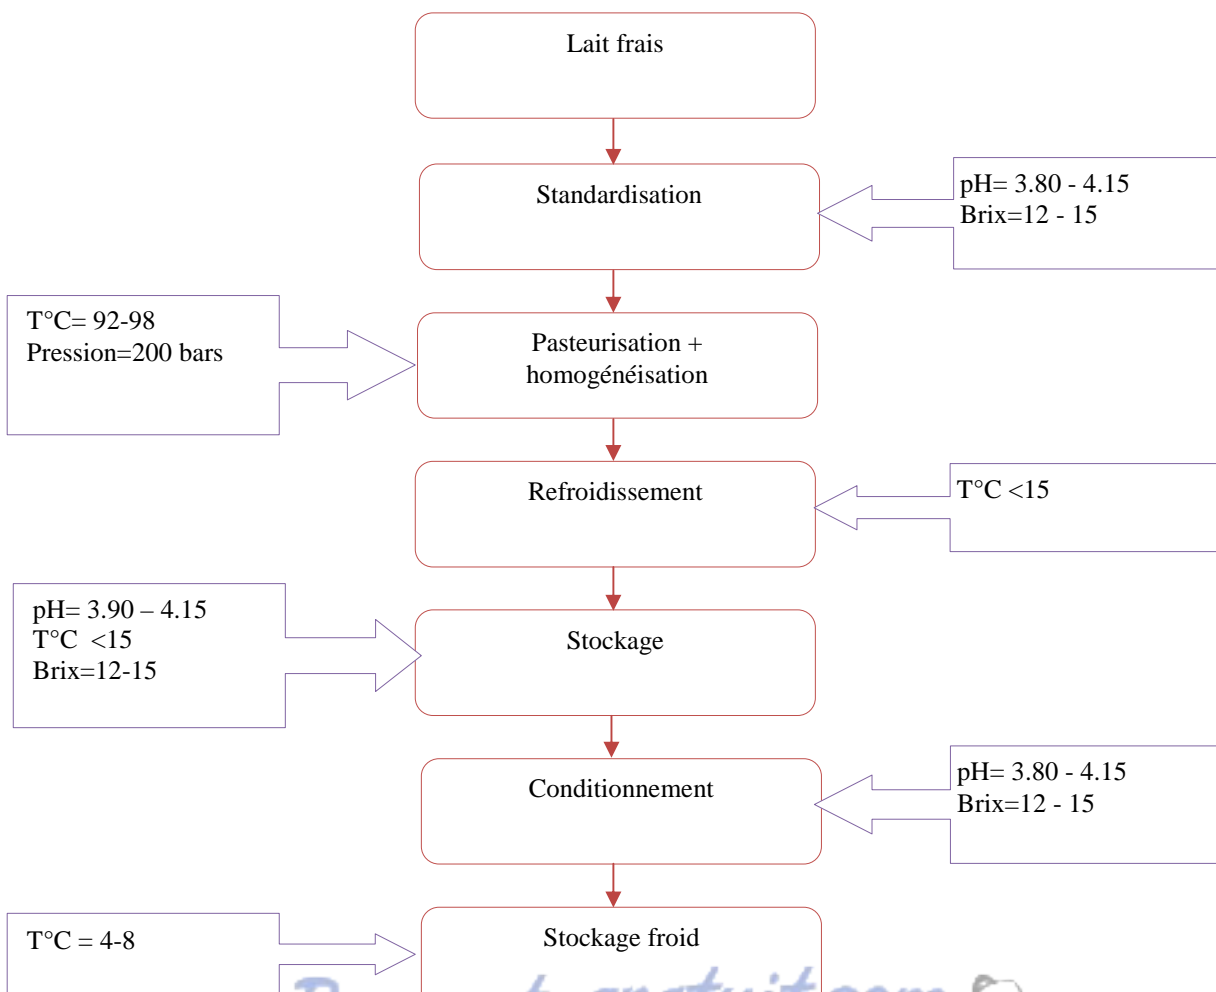 Lait frais
Standardisation
pH= 3.80 - 4.15
Brix=12 - 15
T°C= 92-98
Pression=200 bars
Pasteurisation +
homogénéisation
Refroidissement
T°C <15
pH= 3.90 – 4.15
T°C <15
Brix=12-15
Stockage
Conditionnement
pH= 3.80 - 4.15
Brix=12 - 15
T°C = 4-8
Stockage froid